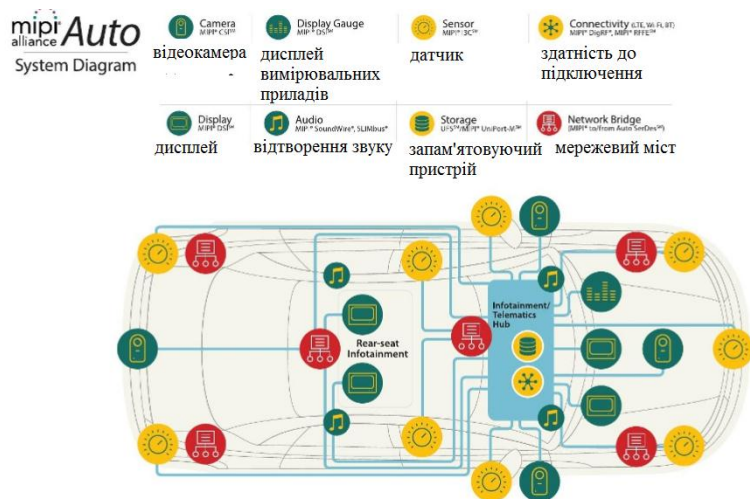 mipi alliance Auto
System Diagram
Camera
MIPI® CSI℠
відеокамера
Display Gauge
MIPI® DSI℠
дисплей
вимірювальних
приладів
Sensor
MIPI® I3C℠
датчик
Connectivity (LTE, Wi-Fi, BT)
MIPI® DigRF®, MIPI® RFFE℠
здатність до
підключення
Display
MIPI® DSI℠
дисплей
Audio
MIPI® SoundWire®, SLIMbus®
відтворення звуку
Storage
UFS™/MIPI® UniPort-M℠
запам'ятовуючий
пристрій
Network Bridge
(MIPI® to/from Auto SerDes℠)
мережевий міст
Infotainment/
Telematics
Hub
Rear-seat
Infotainment